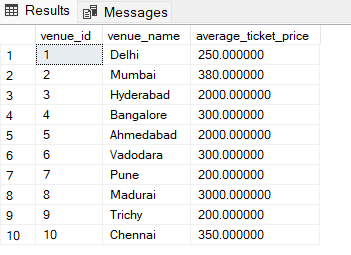 Results Messages
venue_id venue_name average_ticket_price
1 1 Delhi 250.000000
2 2 Mumbai 380.000000
3 3 Hyderabad 2000.000000
4 4 Bangalore 300.000000
5 5 Ahmedabad 2000.000000
6 6 Vadodara 300.000000
7 7 Pune 200.000000
8 8 Madurai 3000.000000
9 9 Trichy 200.000000
10 10 Chennai 350.000000